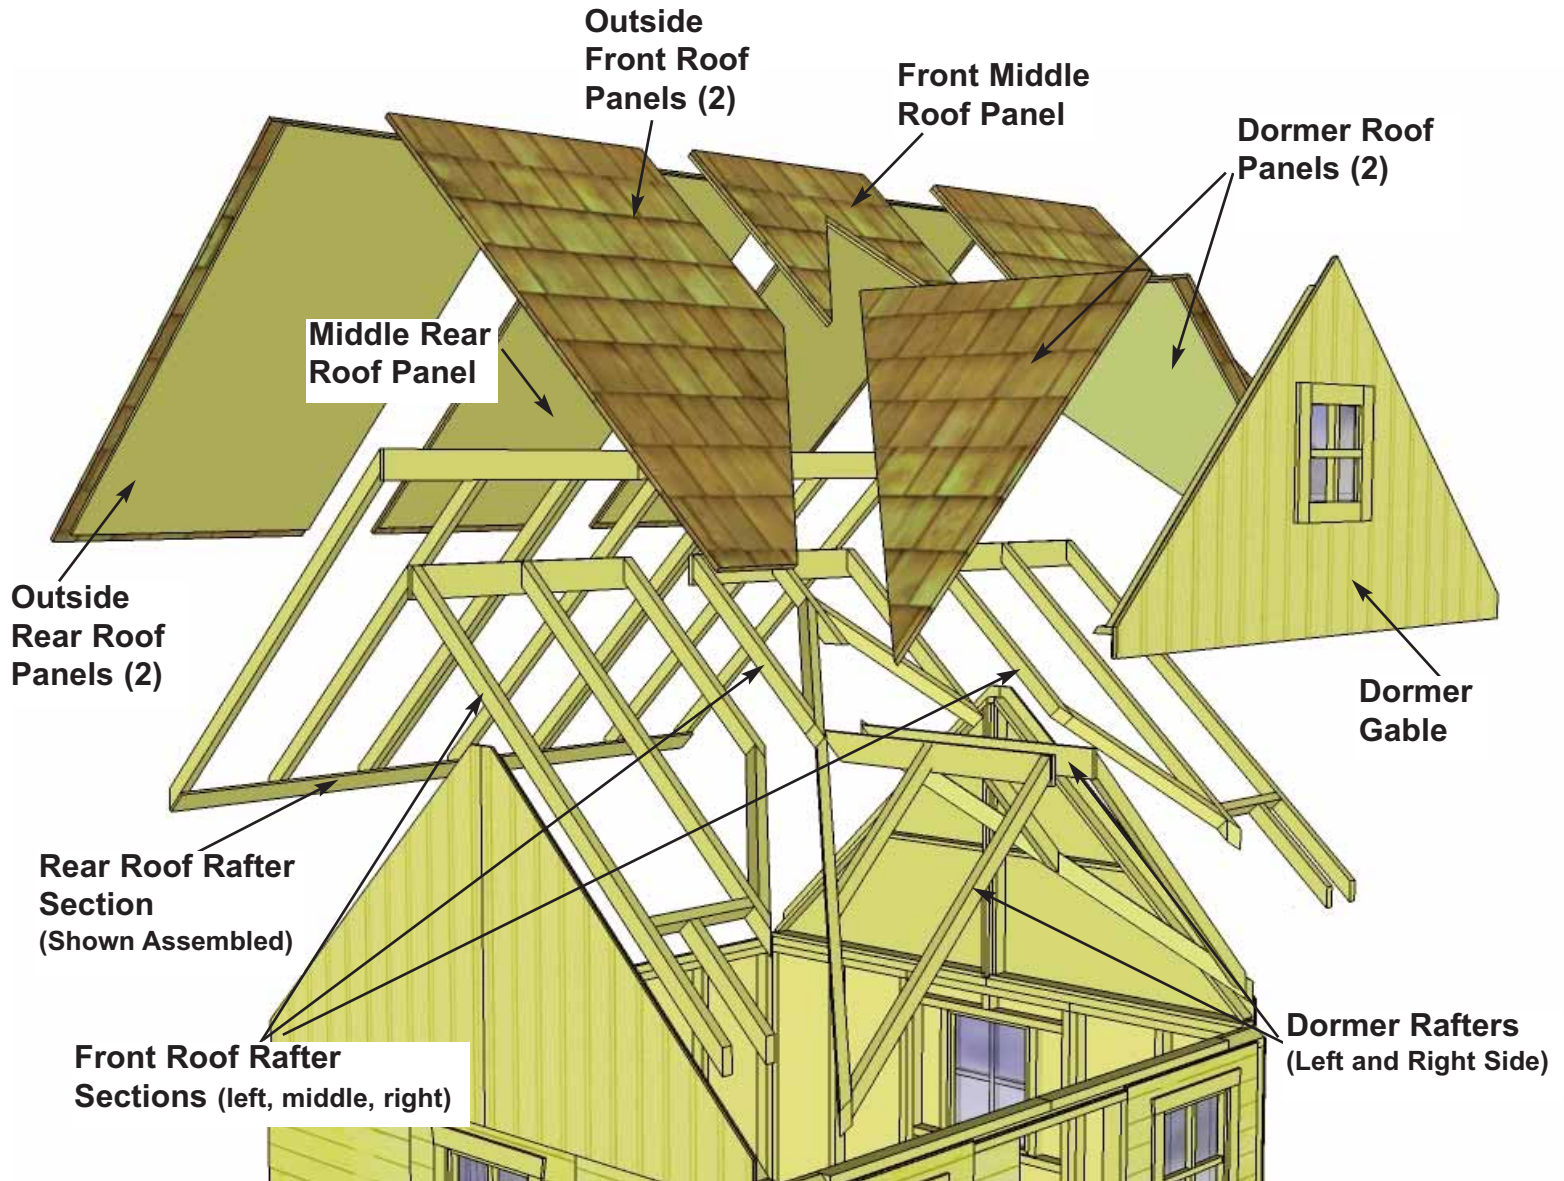 Outside
Front Roof
Panels (2)
Front Middle
Roof Panel
Dormer Roof
Panels (2)
Middle Rear
Roof Panel
Outside
Rear Roof
Panels (2)
Dormer
Gable
Rear Roof Rafter
Section
(Shown Assembled)
Front Roof Rafter
Sections (left, middle, right)
Dormer Rafters
(Left and Right Side)